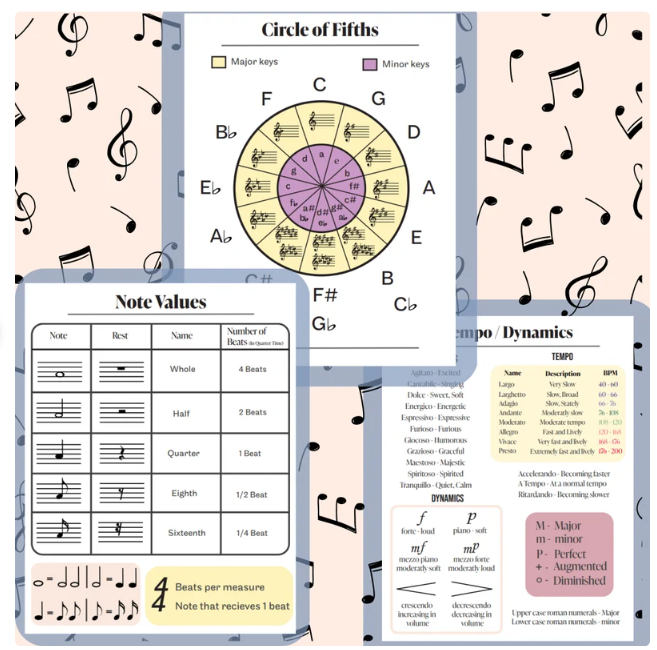 Circle of Fifths
Major keys
Minor keys
C
G
D
A
E
B
C♭
F#
G♭
C#
A♭
E♭
B♭
F
a
e
b
f#
c#
g#
d#
e♭
a#
b♭
c
g
d
Note Values
Note Rest Name Number of Beats (In Quarter Time)
Whole 4 Beats
Half 2 Beats
Quarter 1 Beat
Eighth 1/2 Beat
Sixteenth 1/4 Beat
= | =
= | =
4 Beats per measure
4 Note that recieves 1 beat
empo / Dynamics
Agitato - Excited
Cantabile - Singing
Dolce - Sweet, Soft
Energico - Energetic
Espressivo - Expressive
Furioso - Furious
Giocoso - Humorous
Grazioso - Graceful
Maestoso - Majestic
Spiritoso - Spirited
Tranquillo - Quiet, Calm
TEMPO
Name Description BPM
Largo Very Slow 40 - 60
Larghetto Slow, Broad 60 - 66
Adagio Slow, Stately 66 - 76
Andante Moderately slow 76 - 108
Moderato Moderate tempo 108 - 120
Allegro Fast and Lively 120 - 168
Vivace Very fast and lively 168 - 176
Presto Extremely fast and lively 176 - 200
Accelerando - Becoming faster
A Tempo - At a normal tempo
Ritardando - Becoming slower
DYNAMICS
f
forte - loud
p
piano - soft
mf
mezzo piano
moderately soft
mp
mezzo forte
moderately loud
crescendo
increasing in
volume
decrescendo
decreasing in
volume
M - Major
m - minor
P - Perfect
+ - Augmented
o - Diminished
Upper case roman numerals - Major
Lower case roman numerals - minor